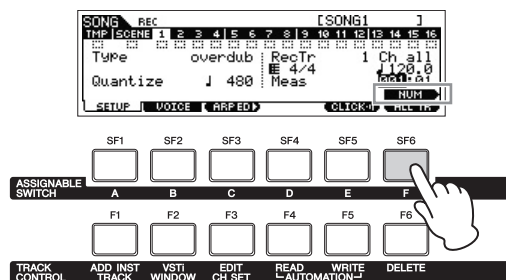 SONG REC [SONG1 ]
TMP SCENE 1 2 3 4 5 6 7 8 9 10 11 12 13 14 15 16
Type overdub RecTr 1 Ch all
4/4 ♩120.0
Quantize ♩ 480 Meas 001:01
NUM
SETUP VOICE ARP ED CLICK ALL TR
SF1 SF2 SF3 SF4 SF5 SF6
ASSIGNABLE SWITCH A B C D E F
F1 F2 F3 F4 F5 F6
TRACK CONTROL ADD INST TRACK VSTi WINDOW EDIT CH SET READ WRITE DELETE
AUTOMATION